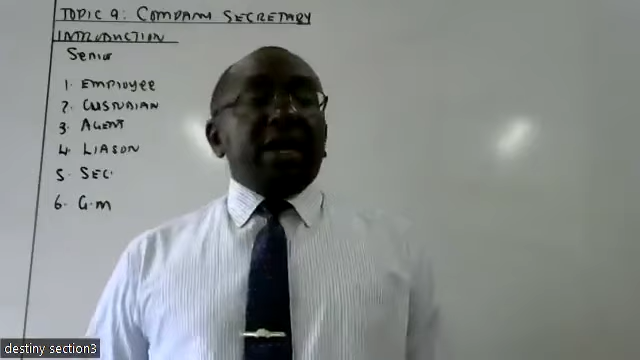 TOPIC 9: COMPANY SECRETARY
INTRODUCTION
Senior
1. EMPLOYEE
2. CUSTODIAN
3. AGENT
4. LIASON
5. SEC.
6. G.M
destiny section3